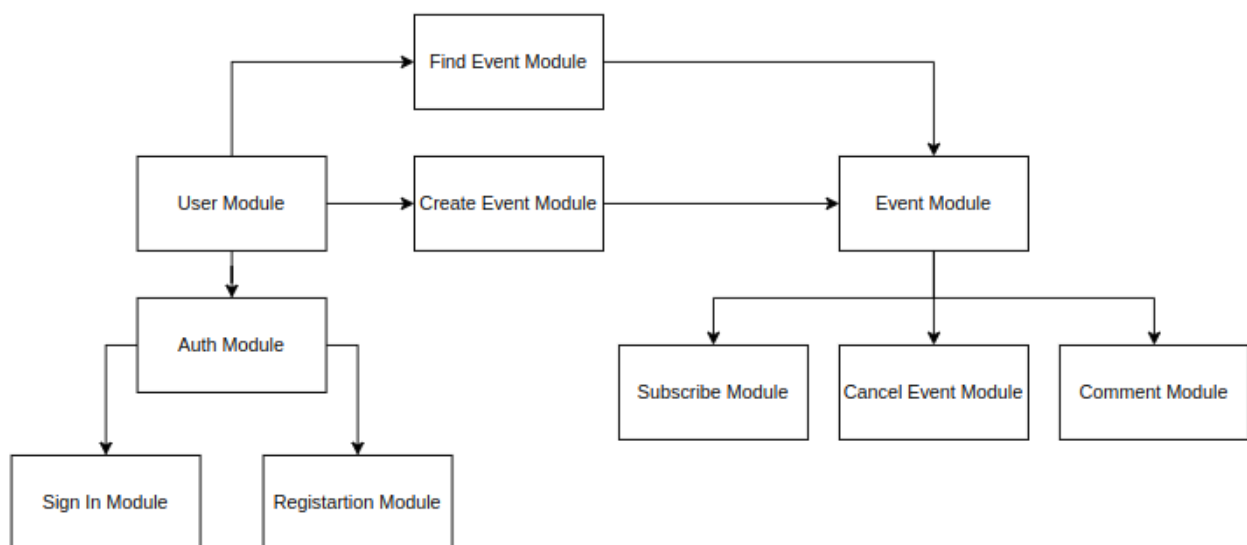 Find Event Module
User Module
Create Event Module
Event Module
Auth Module
Subscribe Module
Cancel Event Module
Comment Module
Sign In Module
Registartion Module